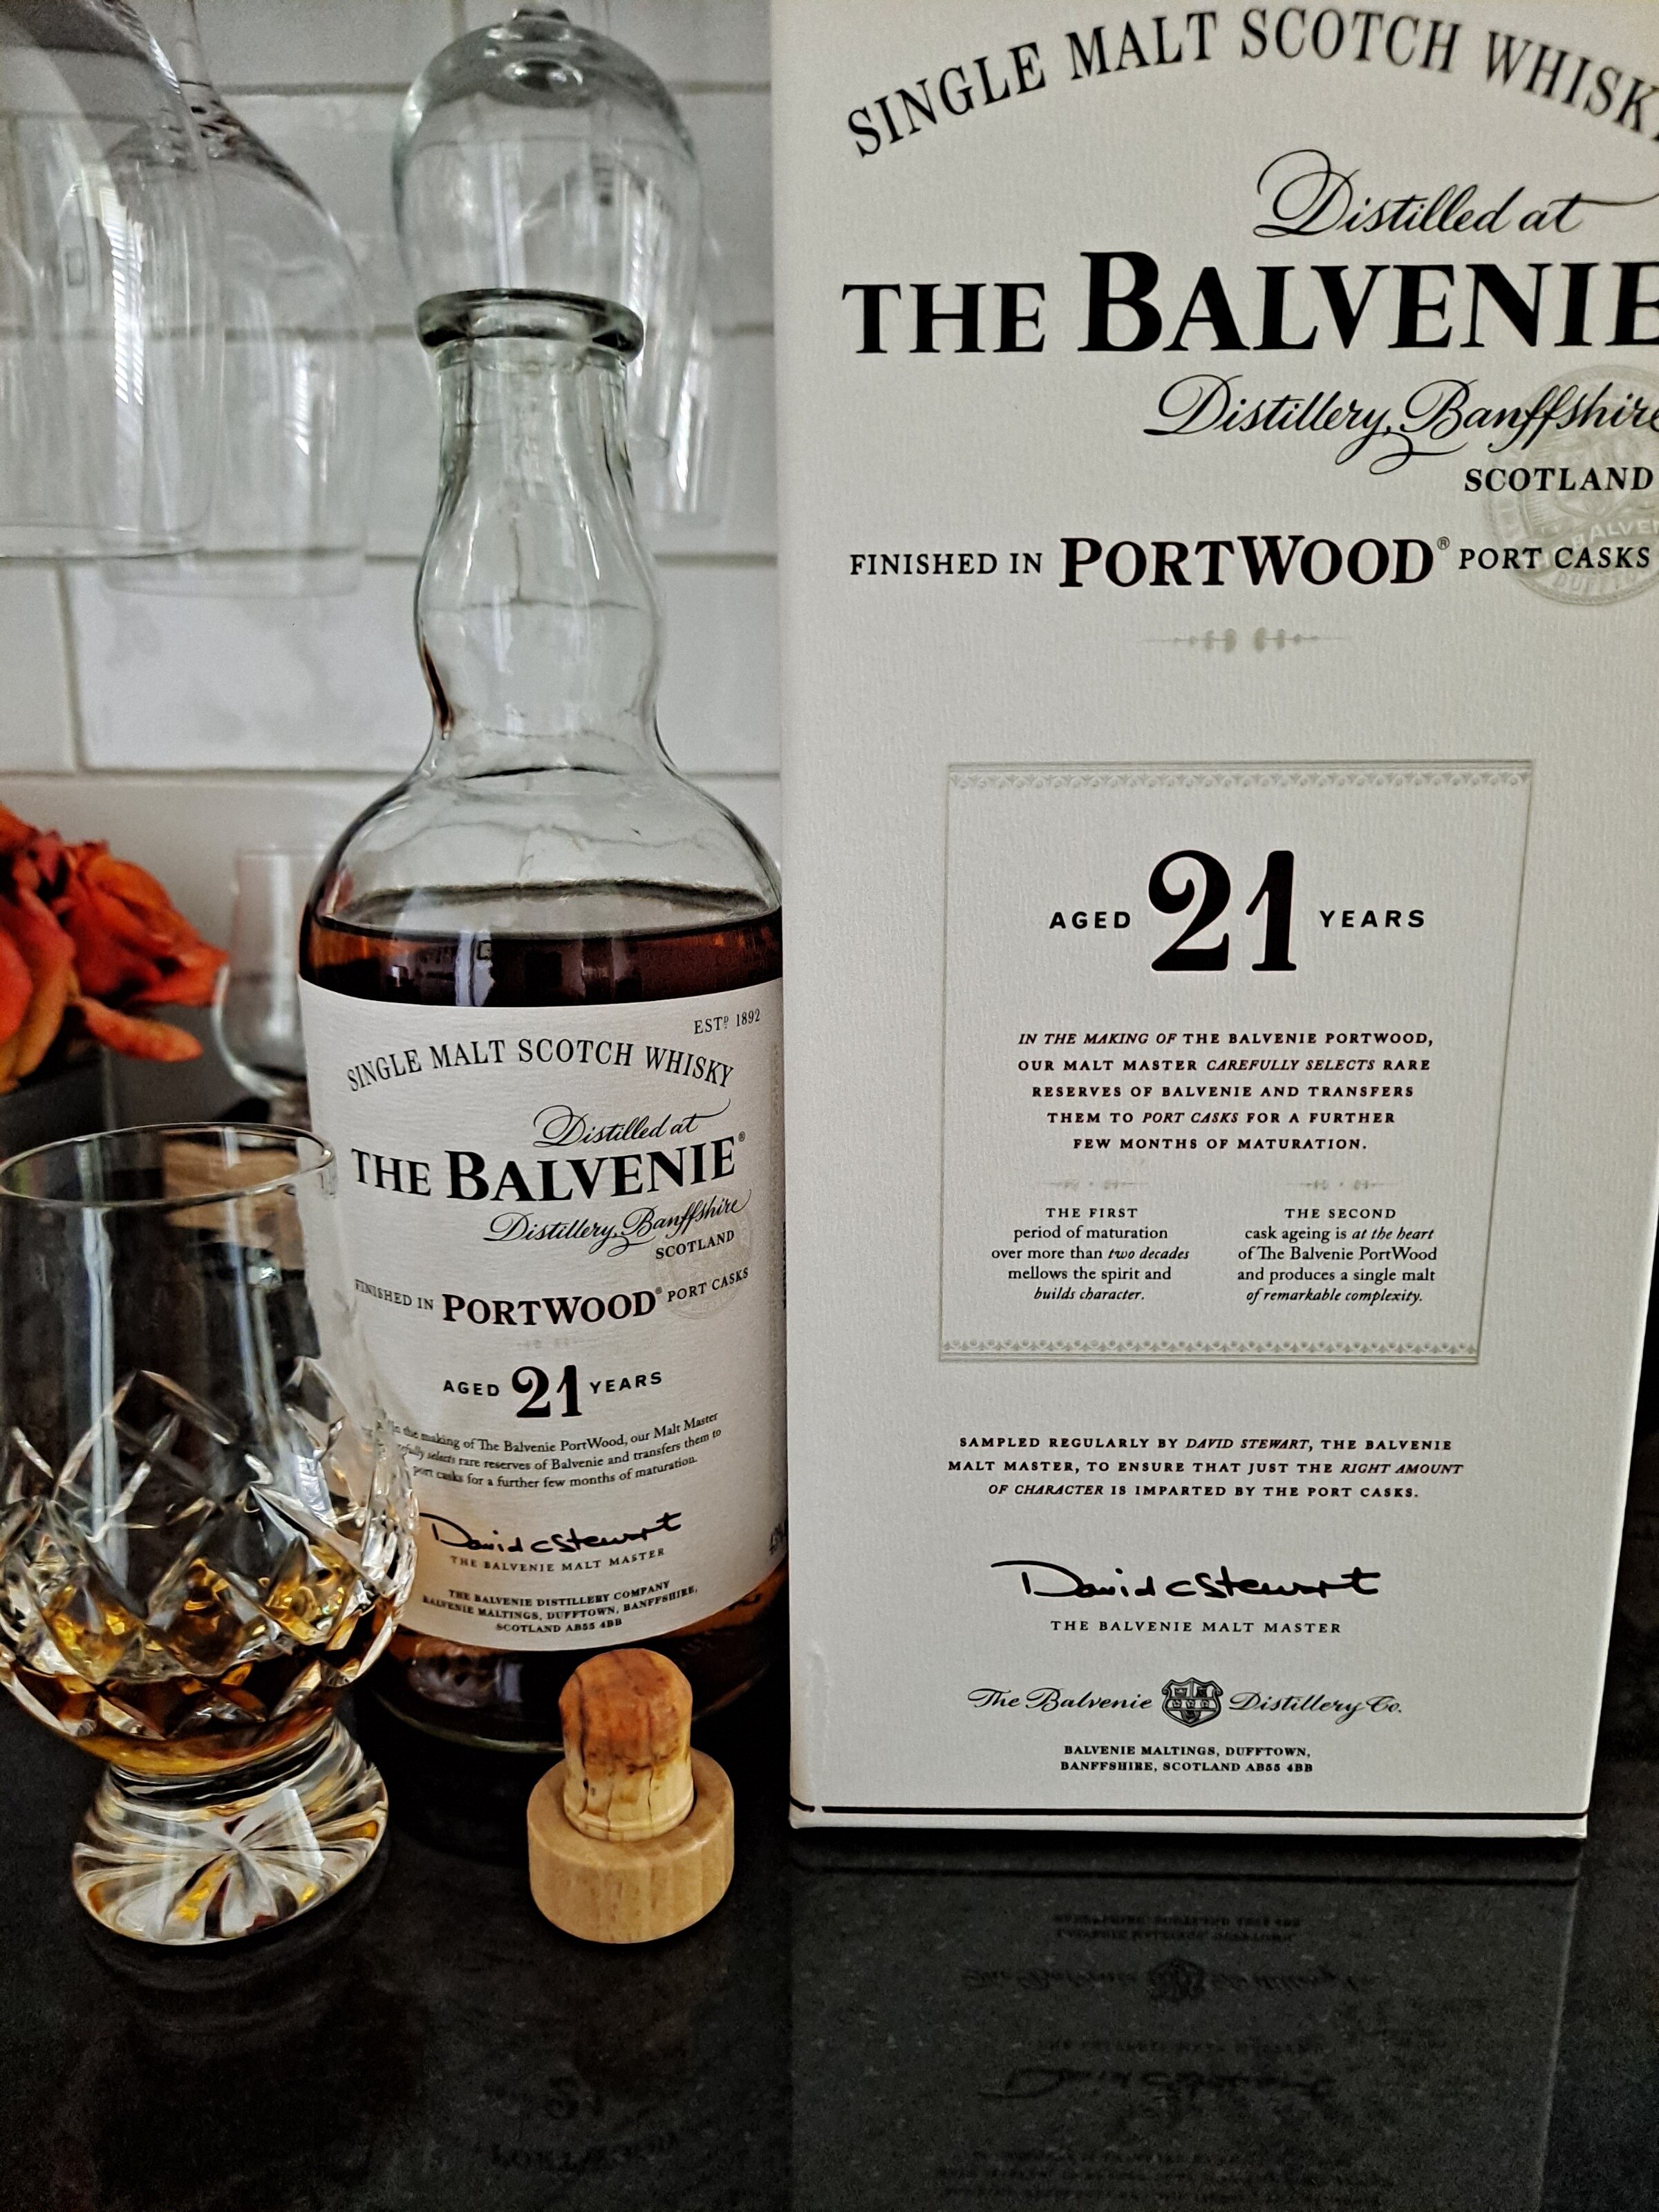 EST.D 1892
SINGLE MALT SCOTCH WHISKY
Distilled at
THE BALVENIE®
Distillery, Banffshire
SCOTLAND
FINISHED IN PORTWOOD® PORT CASKS
AGED 21 YEARS
In the making of The Balvenie PortWood, our Malt Master
selects rare reserves of Balvenie and transfers them to
port casks for a further few months of maturation.
David C Stewart
THE BALVENIE MALT MASTER
THE BALVENIE DISTILLERY COMPANY
BALVENIE MALTINGS, DUFFTOWN, BANFFSHIRE,
SCOTLAND AB55 4BB
SINGLE MALT SCOTCH WHISK
Distilled at
THE BALVENIE
Distillery, Banffshire
SCOTLAND
FINISHED IN PORTWOOD® PORT CASKS
AGED 21 YEARS
IN THE MAKING OF THE BALVENIE PORTWOOD,
OUR MALT MASTER CAREFULLY SELECTS RARE
RESERVES OF BALVENIE AND TRANSFERS
THEM TO PORT CASKS FOR A FURTHER
FEW MONTHS OF MATURATION.
THE FIRST
period of maturation
over more than two decades
mellows the spirit and
builds character.
THE SECOND
cask ageing is at the heart
of The Balvenie PortWood
and produces a single malt
of remarkable complexity.
SAMPLED REGULARLY BY DAVID STEWART, THE BALVENIE
MALT MASTER, TO ENSURE THAT JUST THE RIGHT AMOUNT
OF CHARACTER IS IMPARTED BY THE PORT CASKS.
David C Stewart
THE BALVENIE MALT MASTER
The Balvenie Distillery Co.
BALVENIE MALTINGS, DUFFTOWN,
BANFFSHIRE, SCOTLAND AB55 4BB